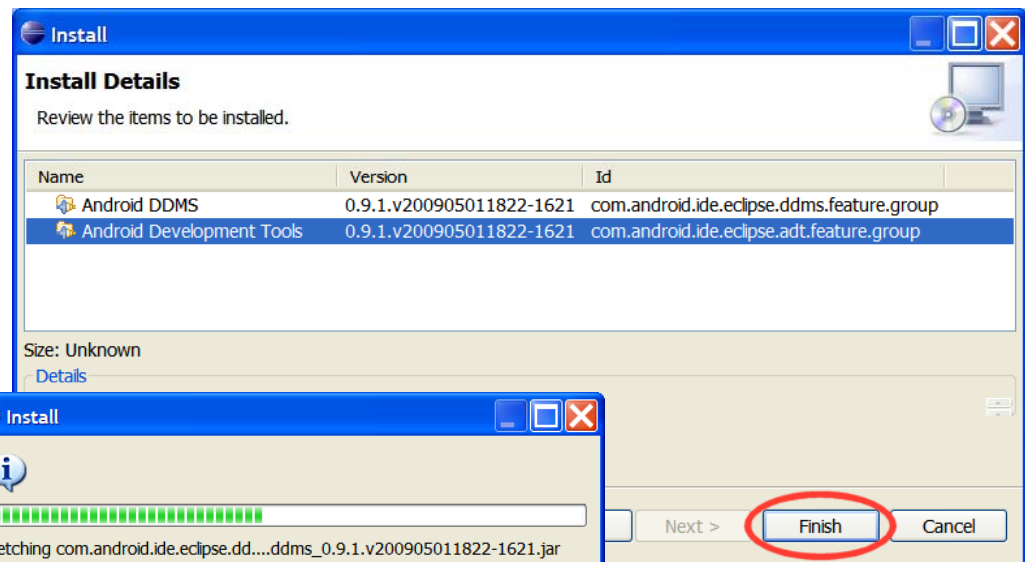 Install
Install Details
Review the items to be installed.
Name Version Id
Android DDMS 0.9.1.v200905011822-1621 com.android.ide.eclipse.ddms.feature.group
Android Development Tools 0.9.1.v200905011822-1621 com.android.ide.eclipse.adt.feature.group
Size: Unknown
Details
Install
etching com.android.ide.eclipse.dd....ddms_0.9.1.v200905011822-1621.jar
Next > Finish Cancel